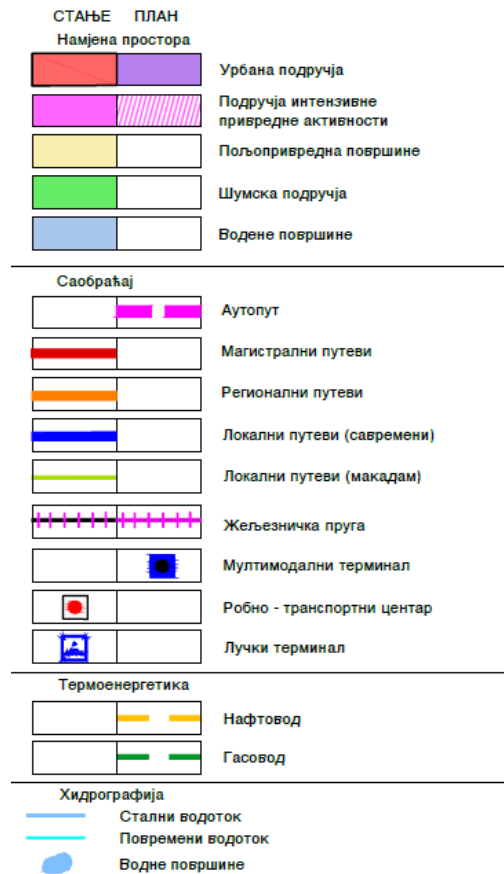 СТАЊЕ ПЛАН
Намјена простора
Урбана подручја
Подручја интензивне
привредне активности
Пољопривредна површине
Шумска подручја
Водене површине
Саобраћај
Аутопут
Магистрални путеви
Регионални путеви
Локални путеви (савремени)
Локални путеви (макадам)
Жељезничка пруга
Мултимодални терминал
Робно - транспортни центар
Лучки терминал
Термоенергетика
Нафтовод
Гасовод
Хидрографија
Стални водоток
Повремени водоток
Водне површине